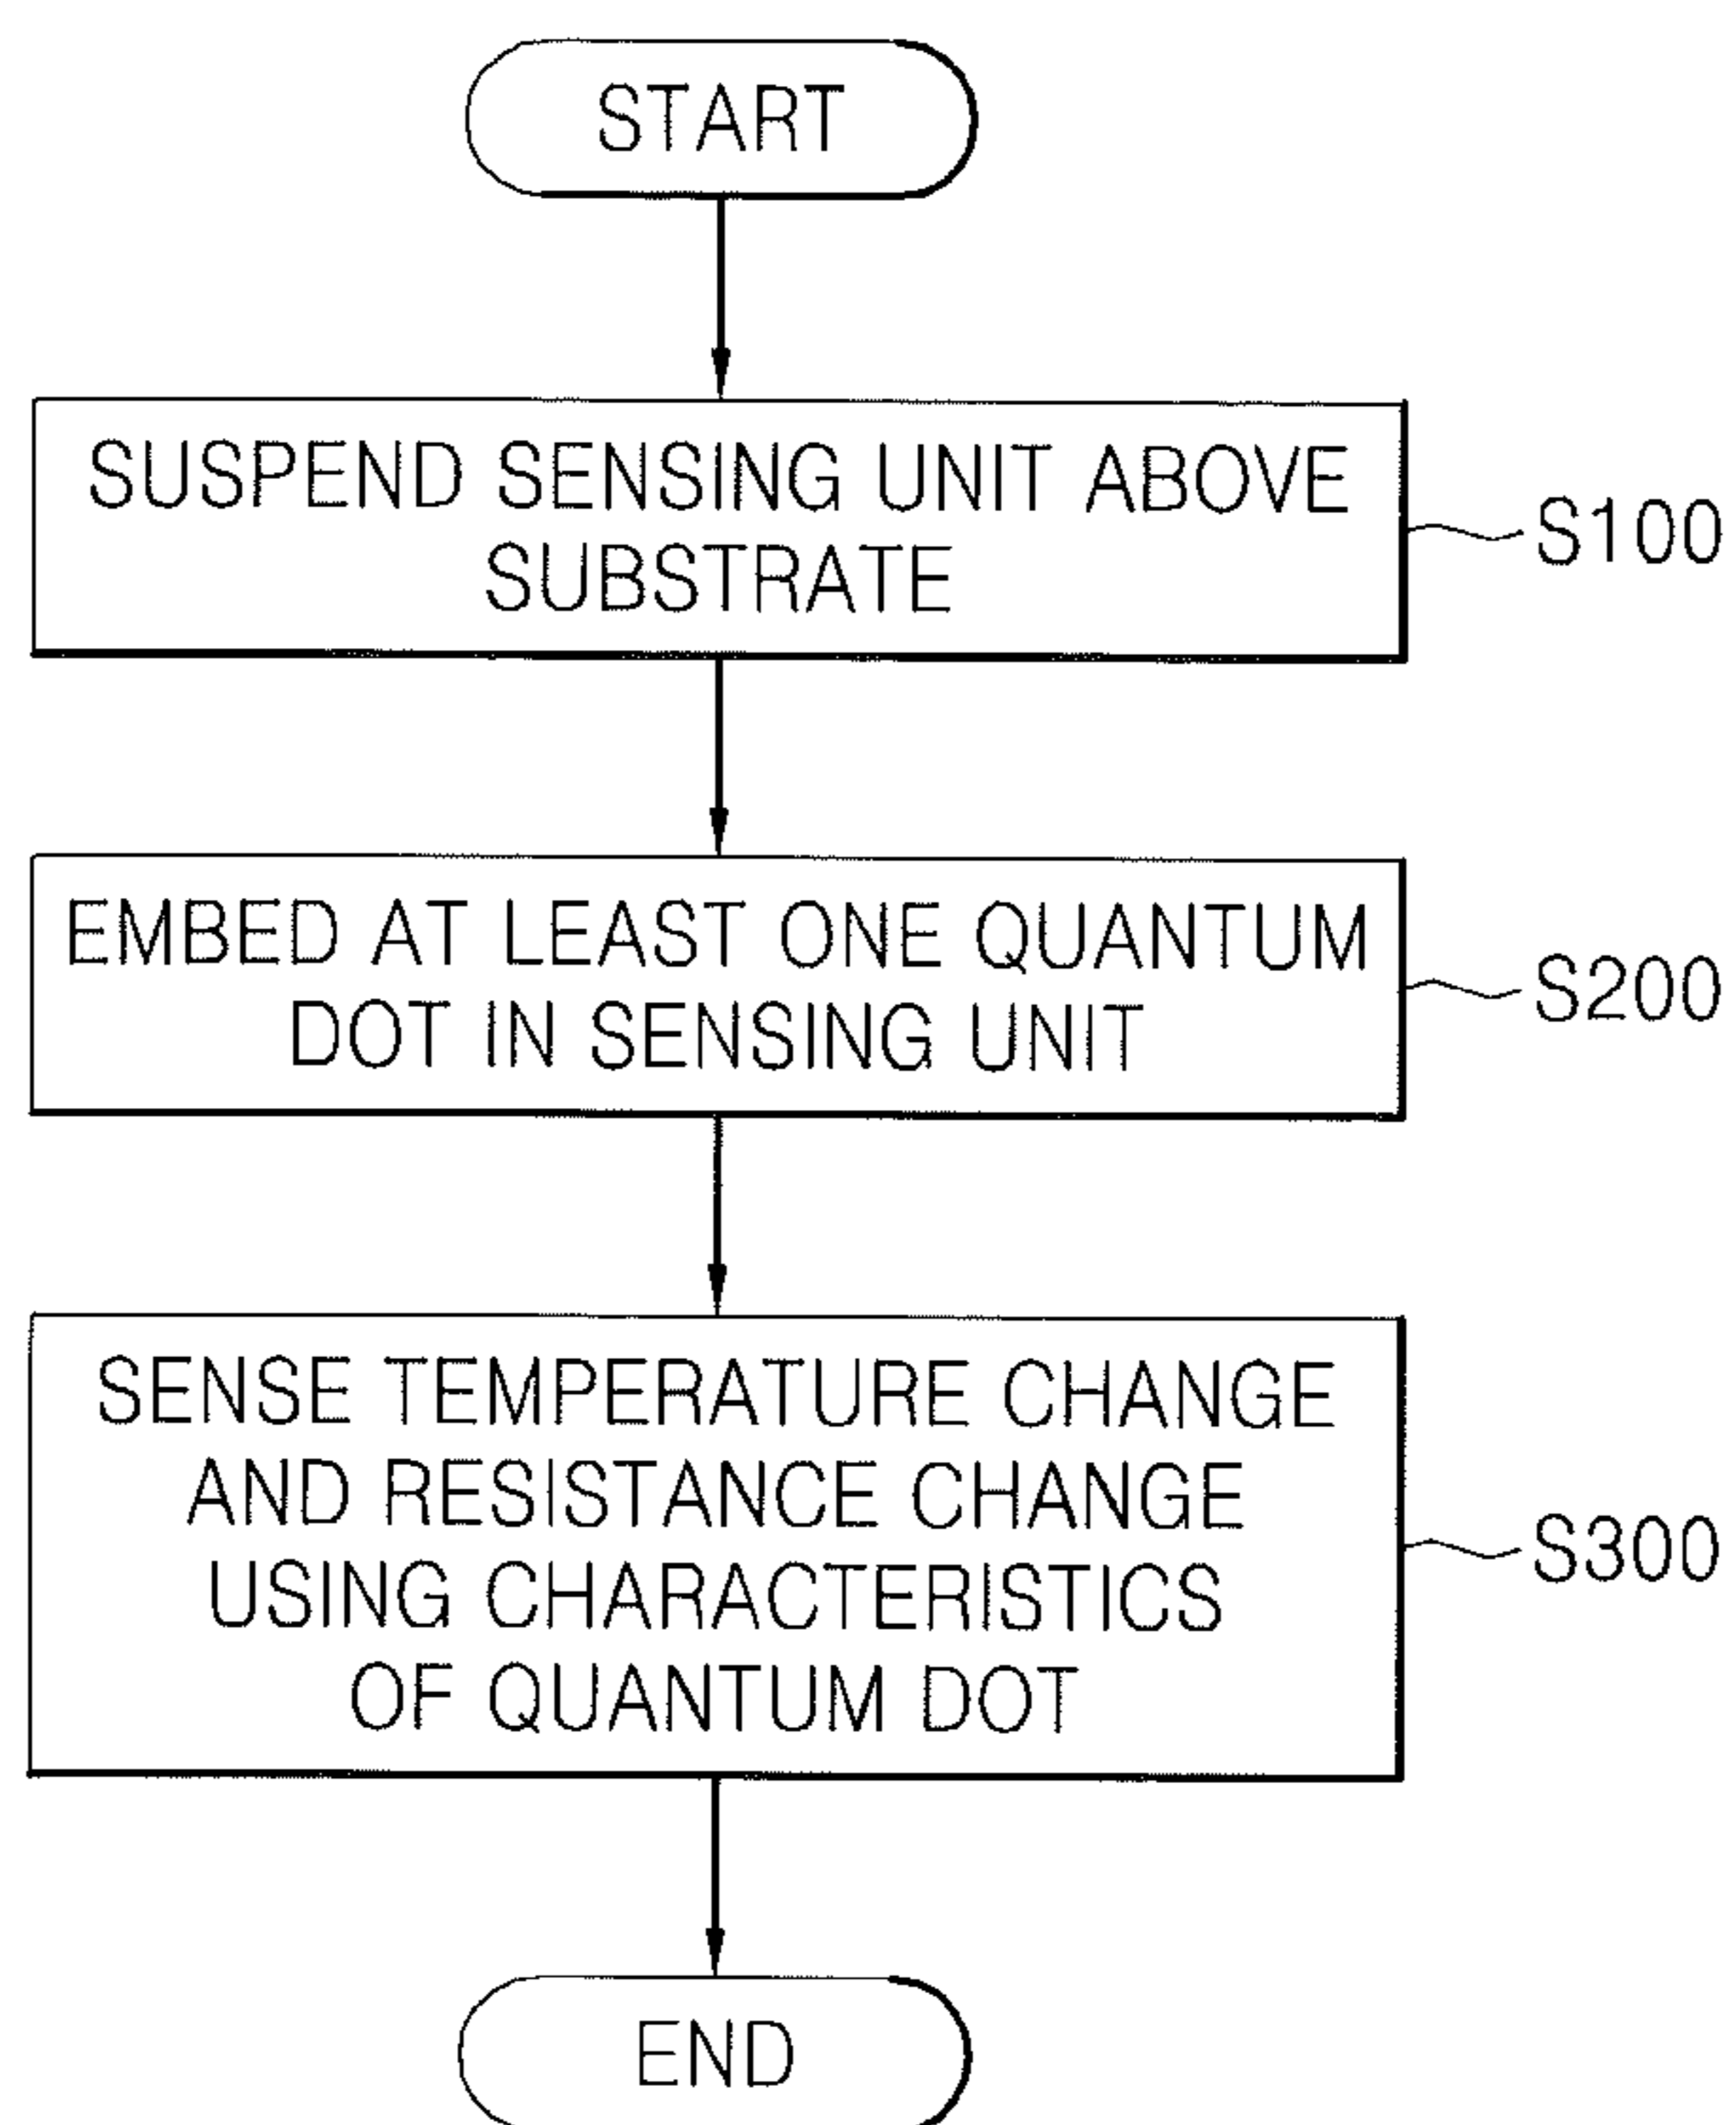 START
SUSPEND SENSING UNIT ABOVE
SUBSTRATE
S100
EMBED AT LEAST ONE QUANTUM
DOT IN SENSING UNIT
S200
SENSE TEMPERATURE CHANGE
AND RESISTANCE CHANGE
USING CHARACTERISTICS
OF QUANTUM DOT
S300
END